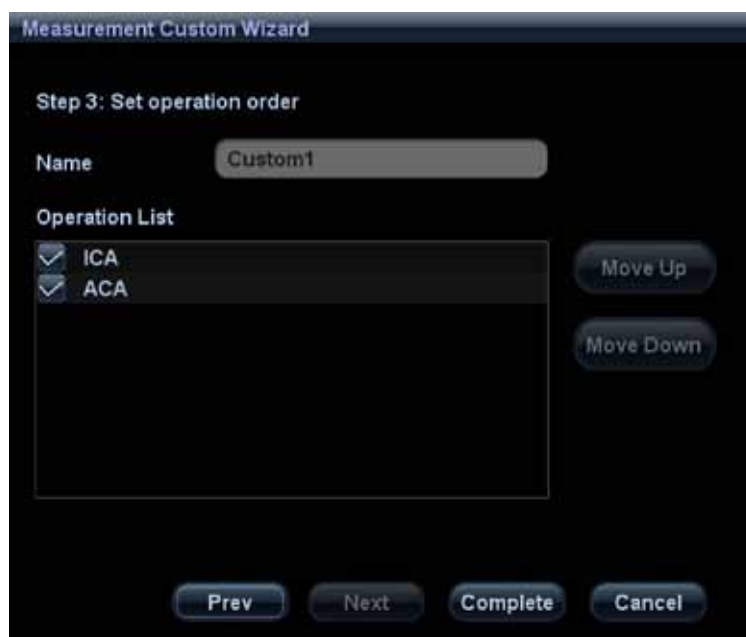 Measurement Custom Wizard
Step 3: Set operation order
Name Custom1
Operation List
ICA
ACA
Move Up
Move Down
Prev Next Complete Cancel